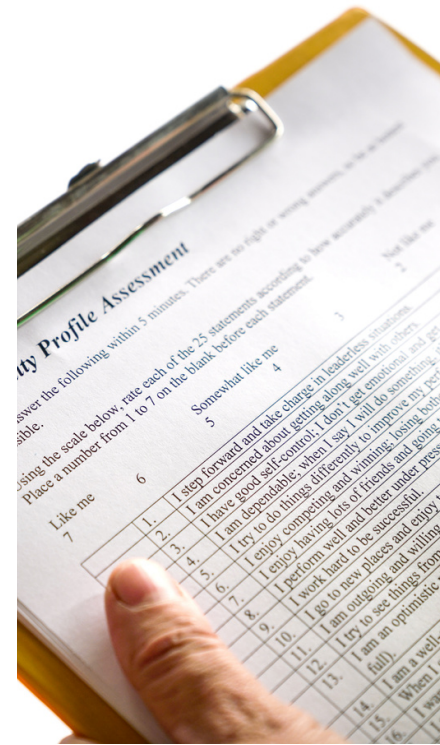 ty Profile Assessment
swer the following within 5 minutes. There are no right or wrong answers, so be as honest
sible.
sing the scale below, rate each of the 25 statements according to how accurately it describes you.
Place a number from 1 to 7 on the blank before each statement.
Like me Somewhat like me Not like me
7 6 5 4 3 2
1. I step forward and take charge in leaderless situations.
2. I am concerned about getting along well with others.
3. I have good self-control; I don't get emotional and
4. I am dependable; when I say I will do something,
5. I try to do things differently to improve my perf
6. I enjoy competing and winning; losing both
7. I enjoy having lots of friends and going
8. I perform well and better under press
9. I work hard to be successful.
10. I go to new places and enjoy
11. I am outgoing and willing
12. I try to see things from
13. I am an optimistic
full).
14. I am a well
15. When I
16. I w